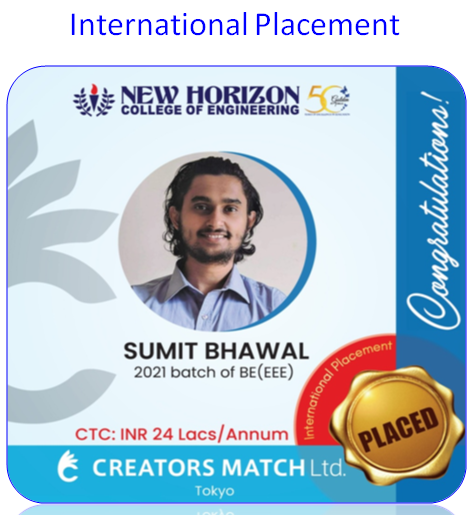 International Placement
NEW HORIZON
COLLEGE OF ENGINEERING
50
Congratulations!
SUMIT BHAWAL
2021 batch of BE(EEE)
International Placement
PLACED
CTC: INR 24 Lacs/Annum
CREATORS MATCH Ltd.
Tokyo